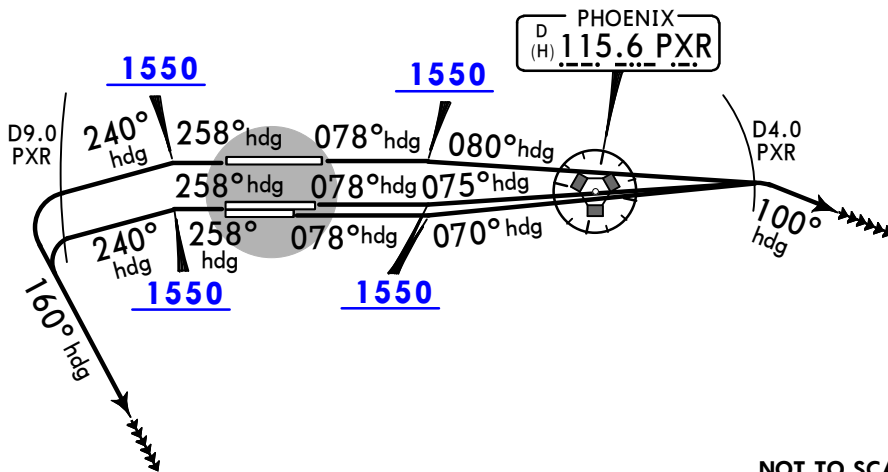 PHOENIX
D
(H) 115.6 PXR
1550
1550
D9.0
PXR
240°
hdg
258°hdg
078°hdg
080°hdg
D4.0
PXR
258°hdg
078°hdg
075°hdg
240°
hdg
258°
hdg
078°hdg
070°hdg
100°
hdg
1550
1550
160°hdg
NOT TO SCA